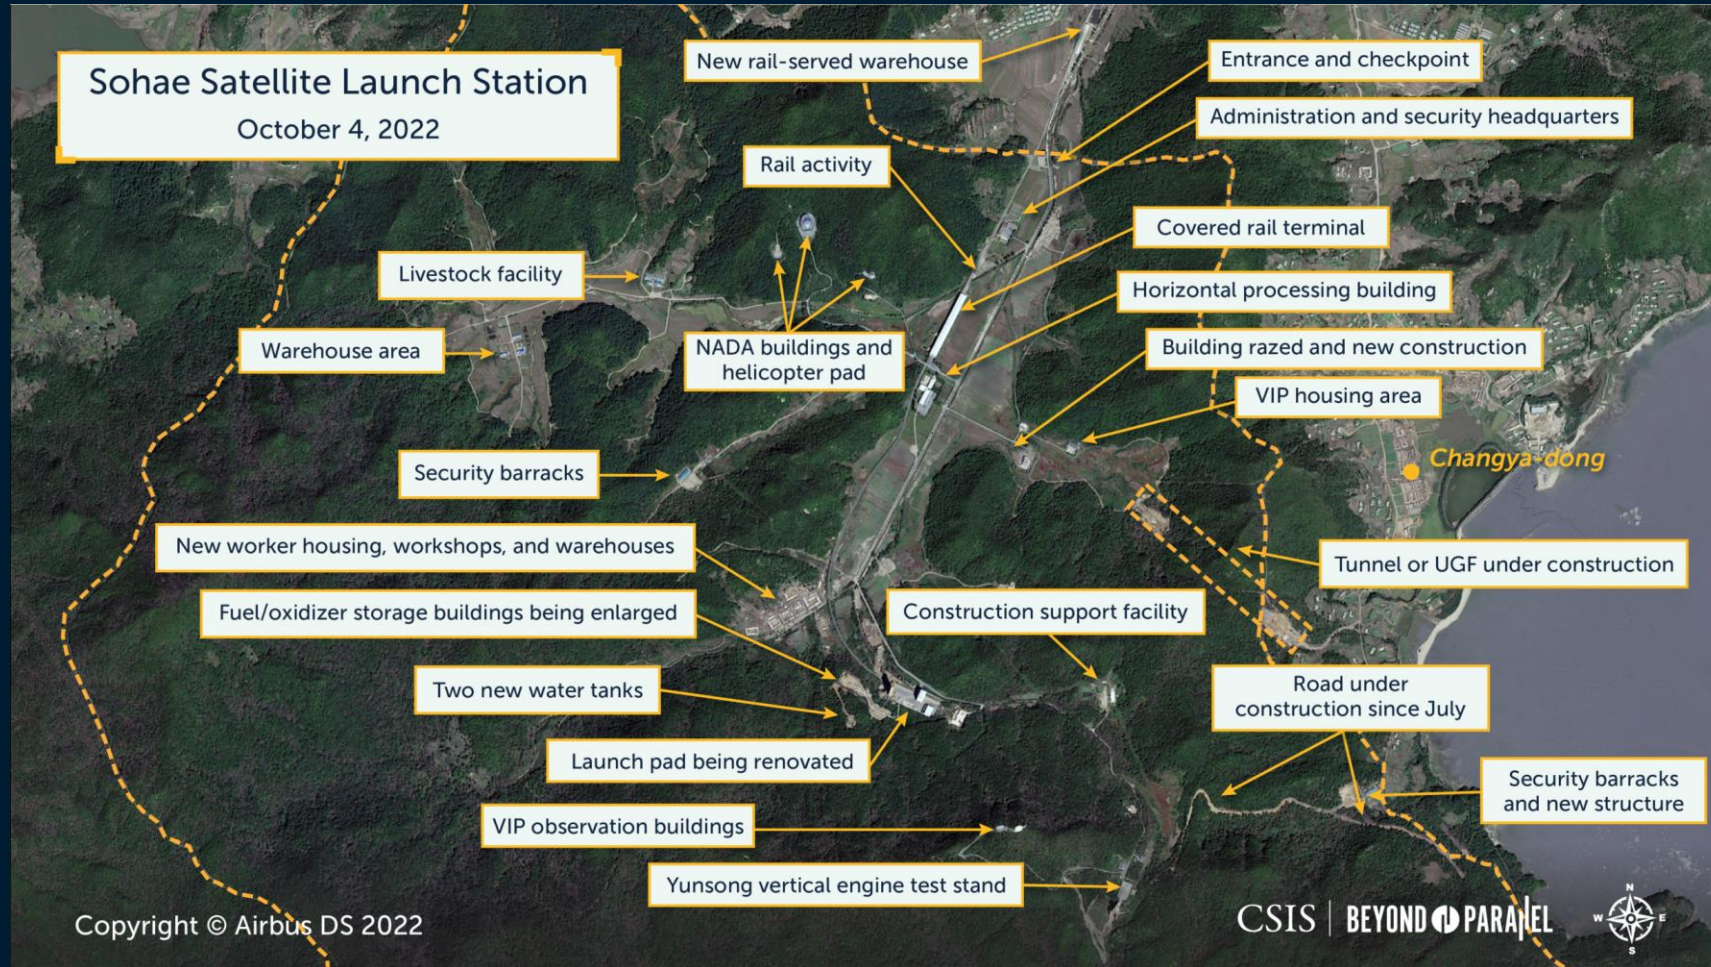 Sohae Satellite Launch Station
October 4, 2022
New rail-served warehouse
Entrance and checkpoint
Administration and security headquarters
Rail activity
Covered rail terminal
Livestock facility
Horizontal processing building
Warehouse area
NADA buildings and
helicopter pad
Building razed and new construction
VIP housing area
Changya-dong
Security barracks
New worker housing, workshops, and warehouses
Tunnel or UGF under construction
Fuel/oxidizer storage buildings being enlarged
Construction support facility
Two new water tanks
Road under
construction since July
Launch pad being renovated
Security barracks
and new structure
VIP observation buildings
Yunsong vertical engine test stand
Copyright © Airbus DS 2022
CSIS | BEYOND PARALLEL
N
W E
S